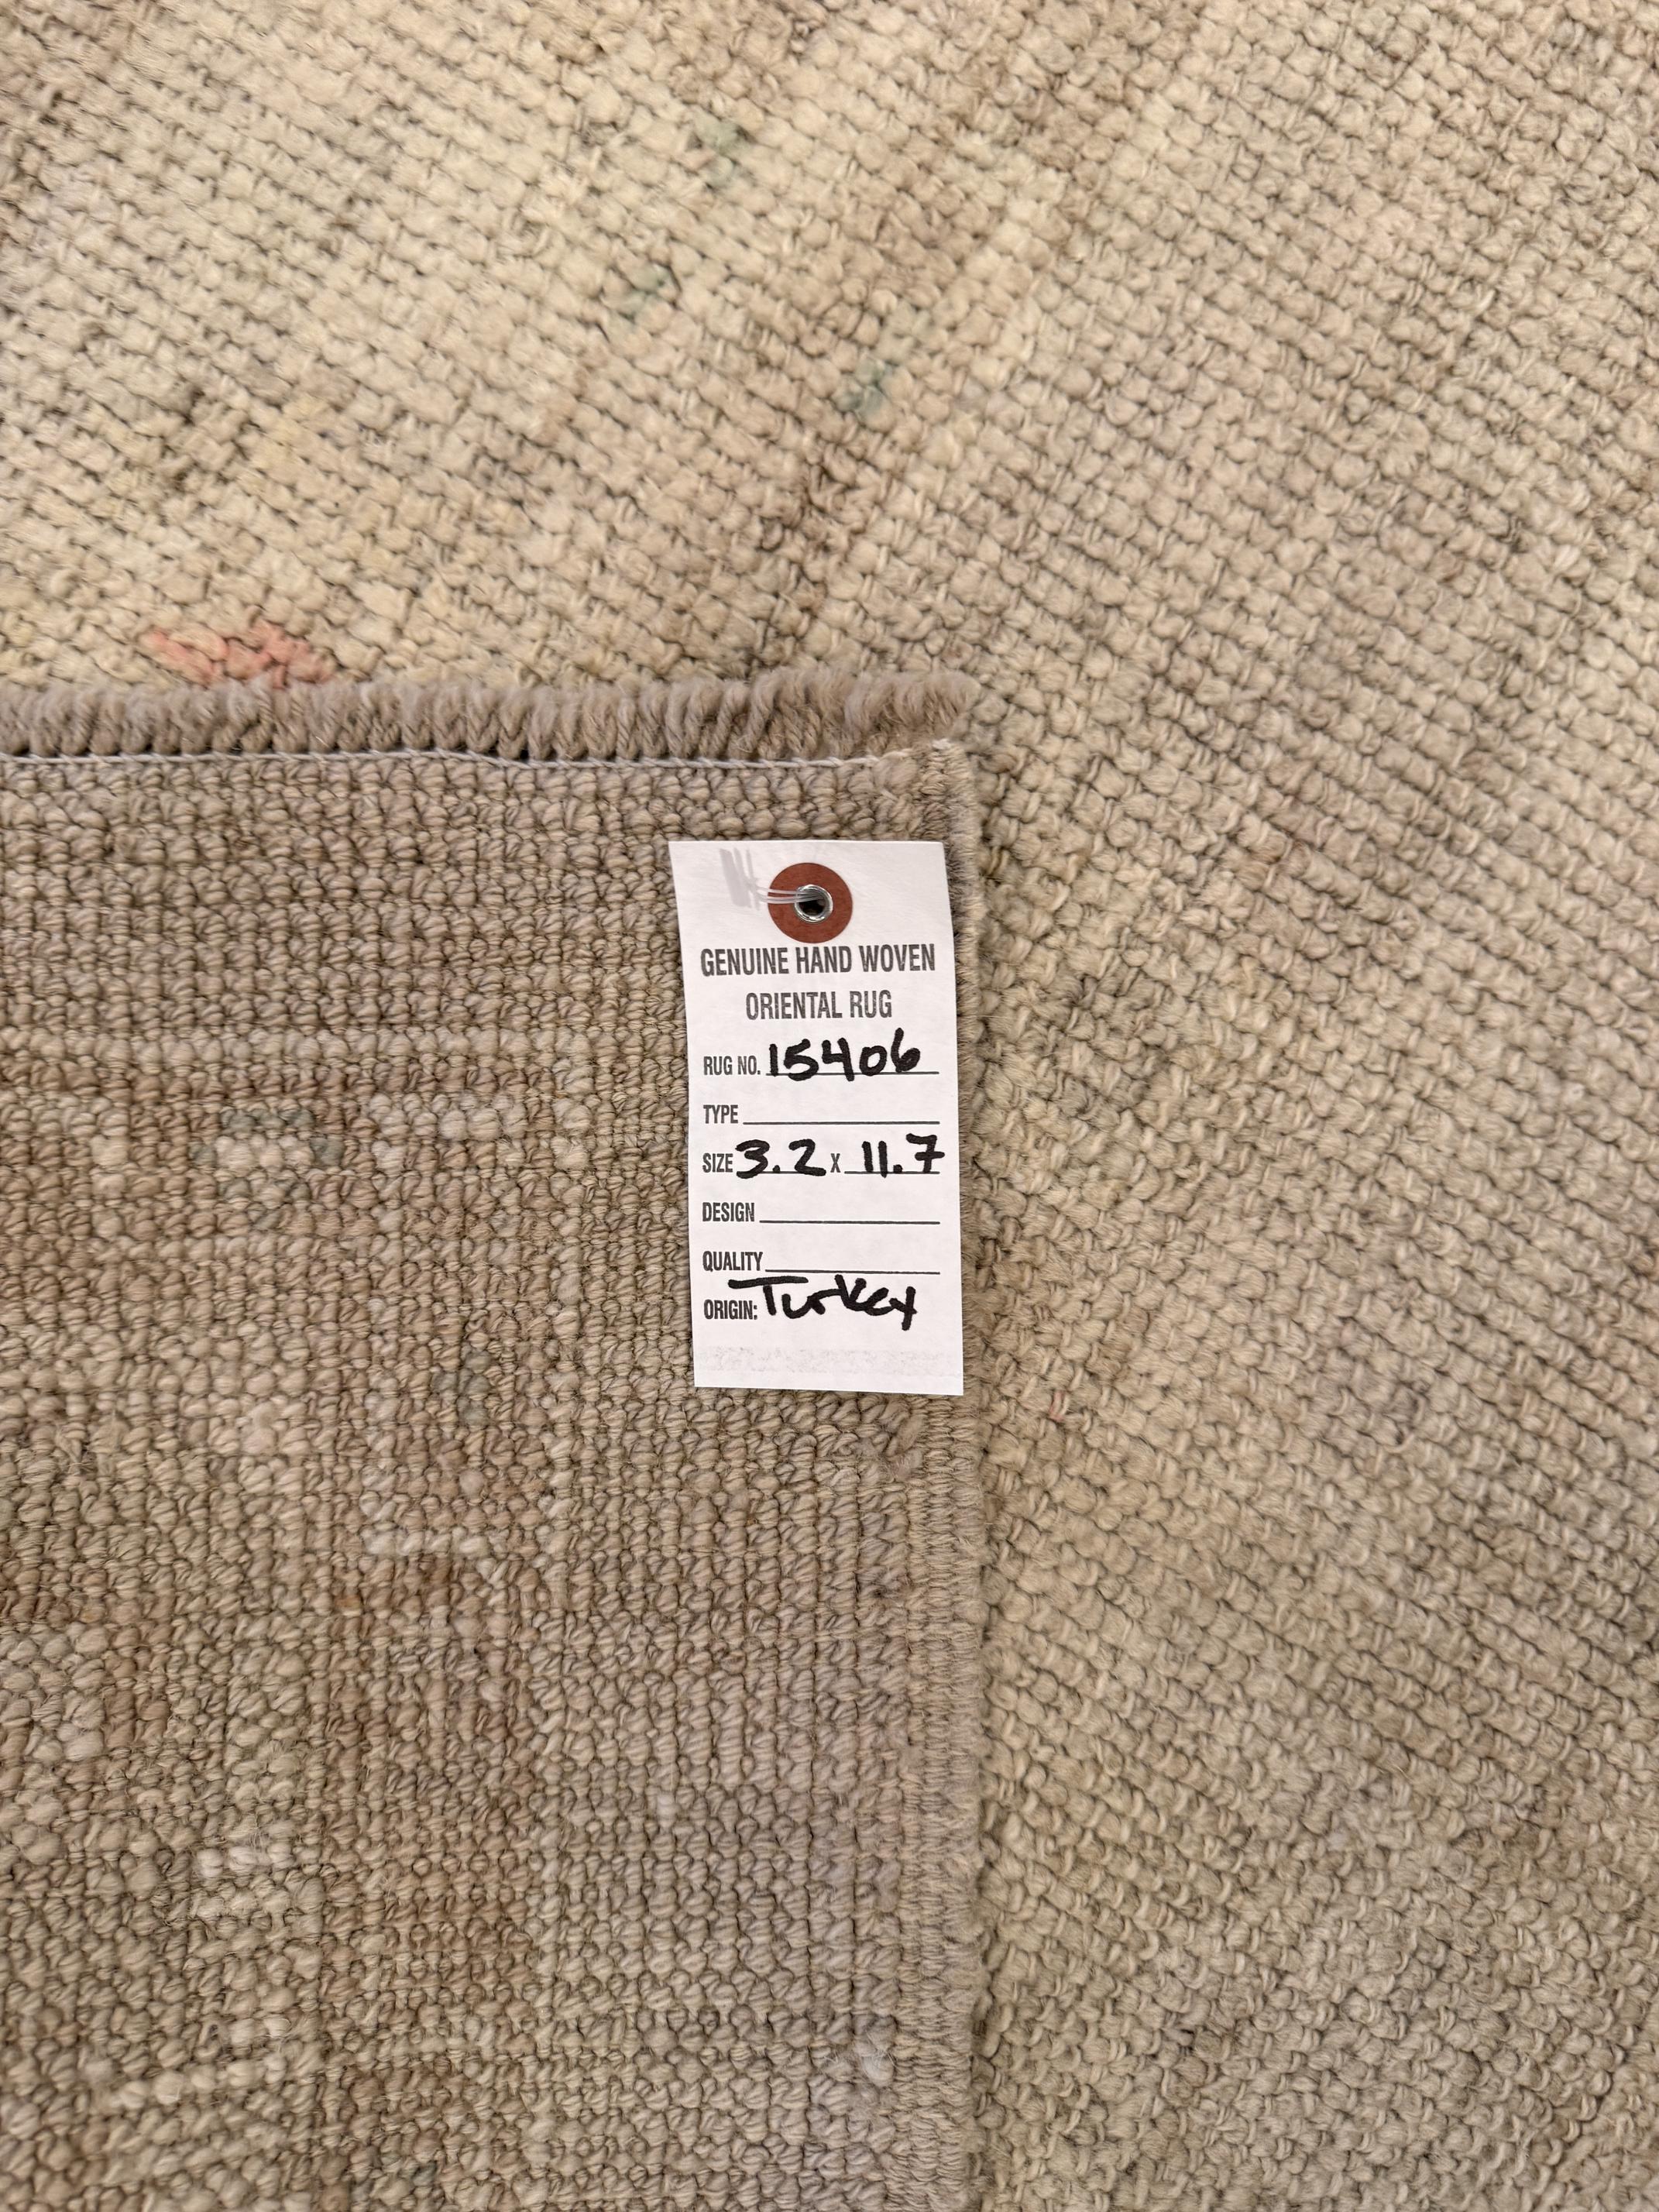 GENUINE HAND WOVEN
ORIENTAL RUG
RUG NO. 15406
TYPE
SIZE 3.2 X 11.7
DESIGN
QUALITY
ORIGIN: Turkey